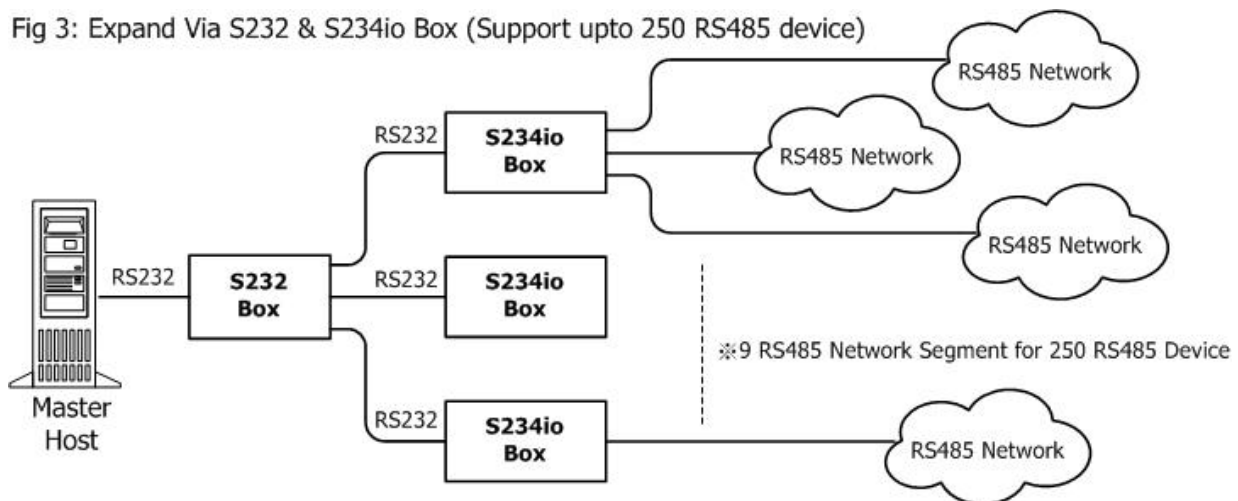 Fig 3: Expand Via S232 & S234io Box (Support upto 250 RS485 device)
RS485 Network
RS232
S234io
Box
RS485 Network
RS485 Network
RS232
S232
Box
RS232
S234io
Box
※9 RS485 Network Segment for 250 RS485 Device
Master
Host
RS232
S234io
Box
RS485 Network